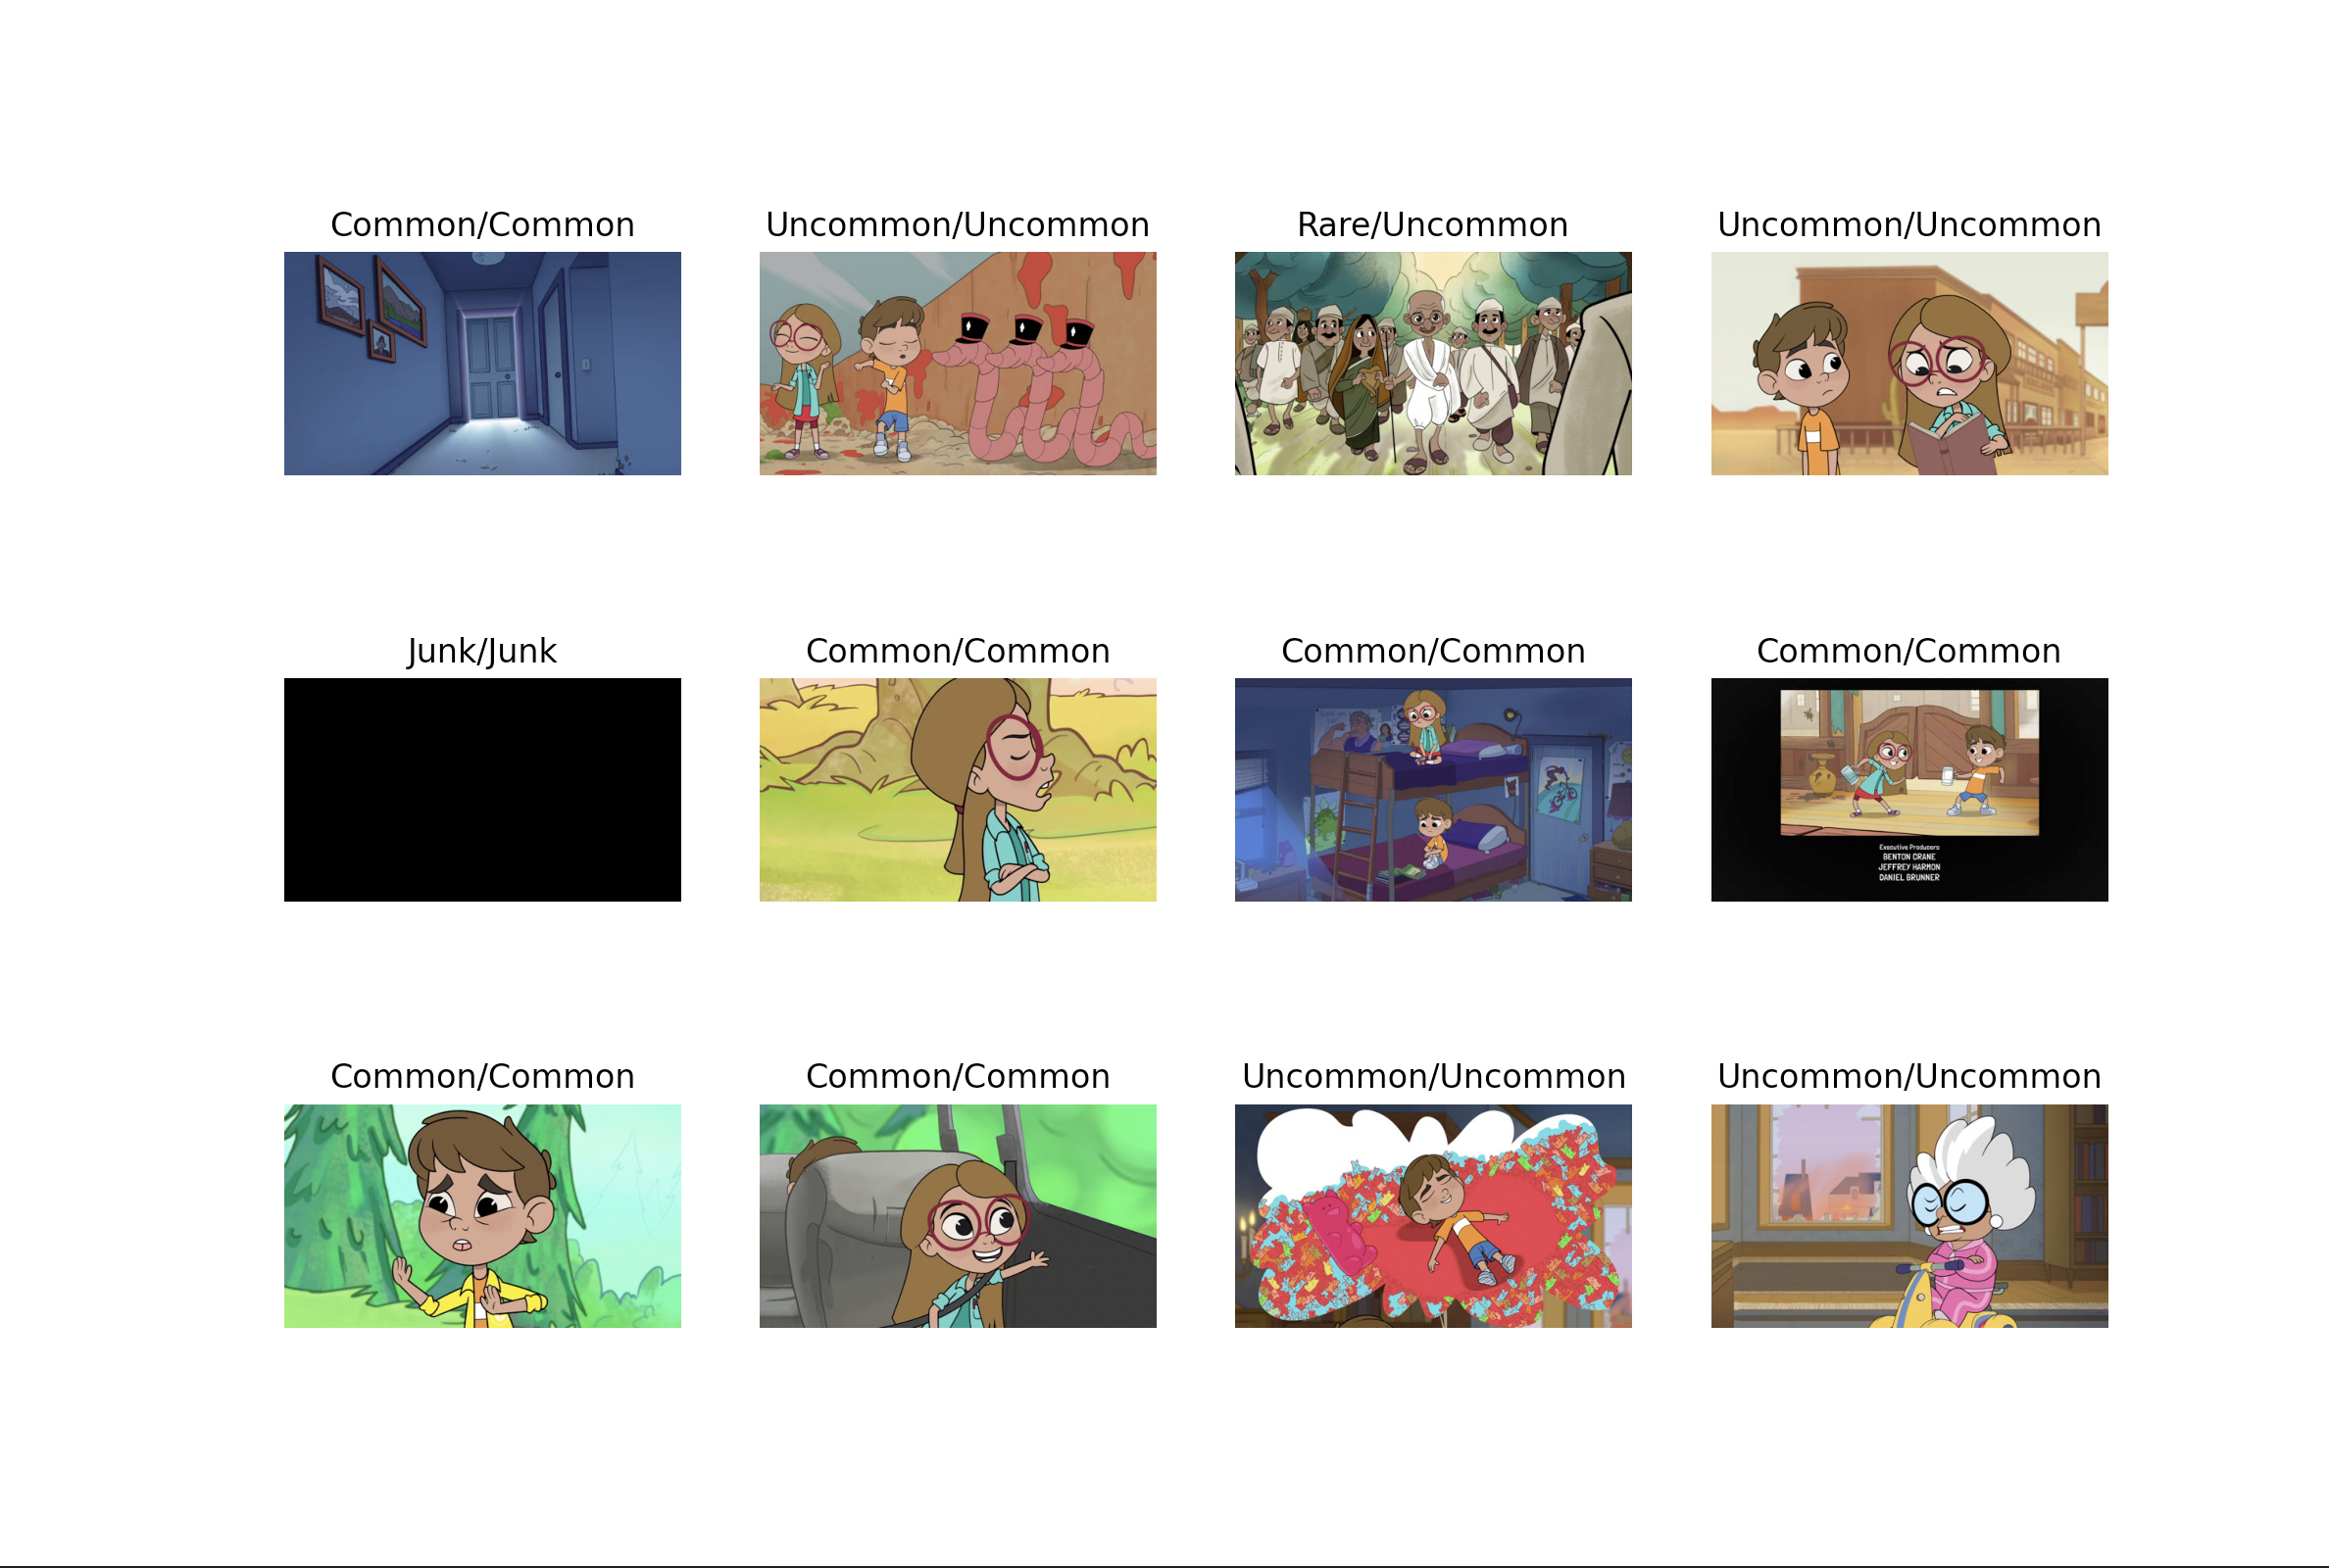 Common/Common
Uncommon/Uncommon
Rare/Uncommon
Uncommon/Uncommon
Junk/Junk
Common/Common
Common/Common
Common/Common
Executive Producers
BENTON CRANE
JEFFREY HARMON
DANIEL BRUNNER
Common/Common
Common/Common
Uncommon/Uncommon
Uncommon/Uncommon